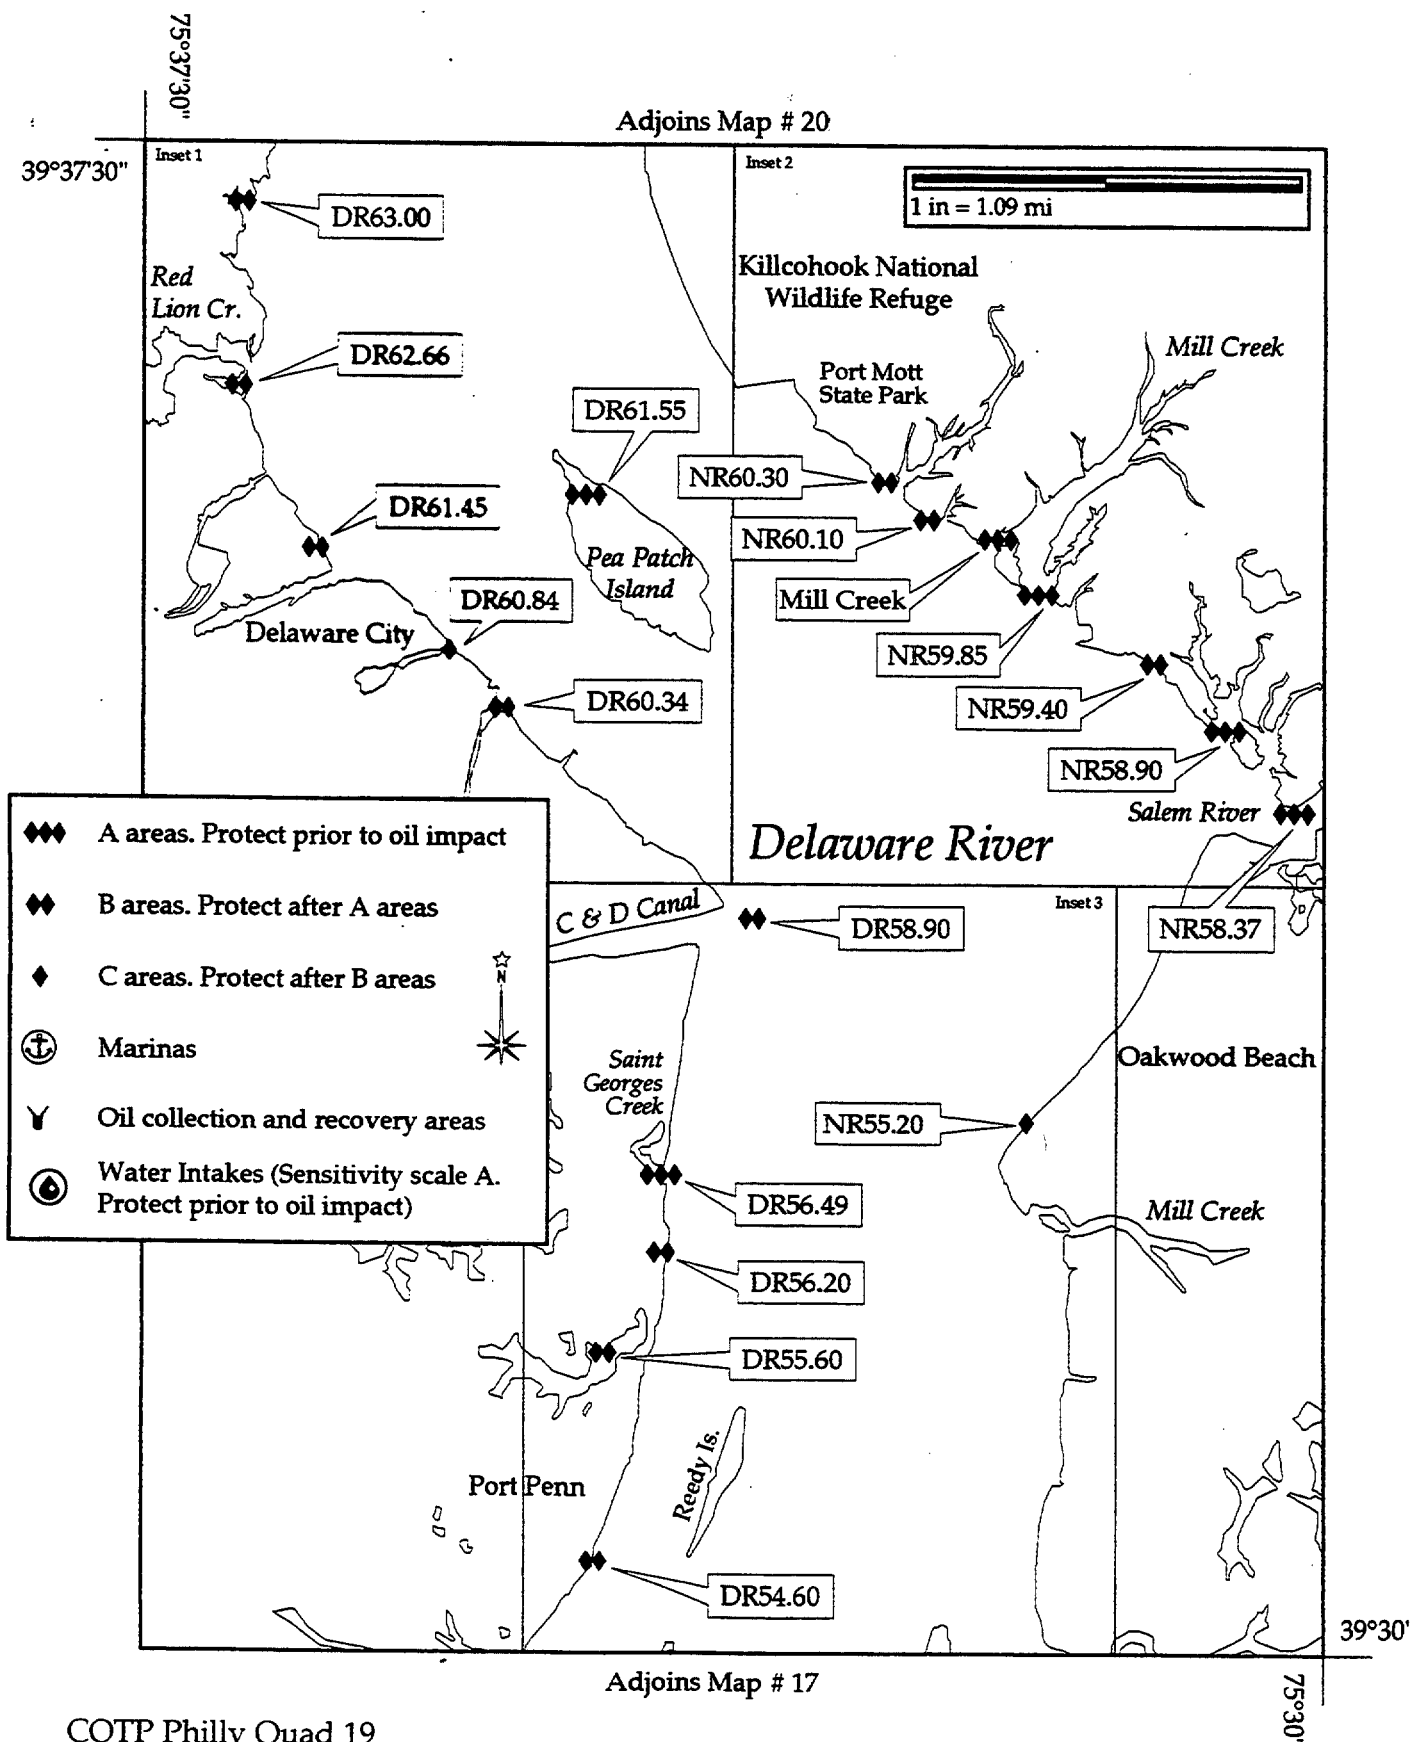 75°37'30"
Adjoins Map # 20
39°37'30"
Inset 1
Inset 2
1 in = 1.09 mi
DR63.00
Killcohook National
Wildlife Refuge
Red
Lion Cr.
Mill Creek
DR62.66
Port Mott
State Park
DR61.55
NR60.30
DR61.45
NR60.10
Pea Patch
Island
Mill Creek
DR60.84
Delaware City
NR59.85
DR60.34
NR59.40
NR58.90
Salem River
Delaware River
A areas. Protect prior to oil impact
B areas. Protect after A areas
C areas. Protect after B areas
N
Marinas
Oil collection and recovery areas
Water Intakes (Sensitivity scale A.
Protect prior to oil impact)
C & D Canal
Inset 3
DR58.90
NR58.37
Saint
Georges
Creek
Oakwood Beach
NR55.20
DR56.49
Mill Creek
DR56.20
DR55.60
Reedy Is.
Port Penn
DR54.60
39°30'
Adjoins Map # 17
75°30'
COTP Philly Quad 19